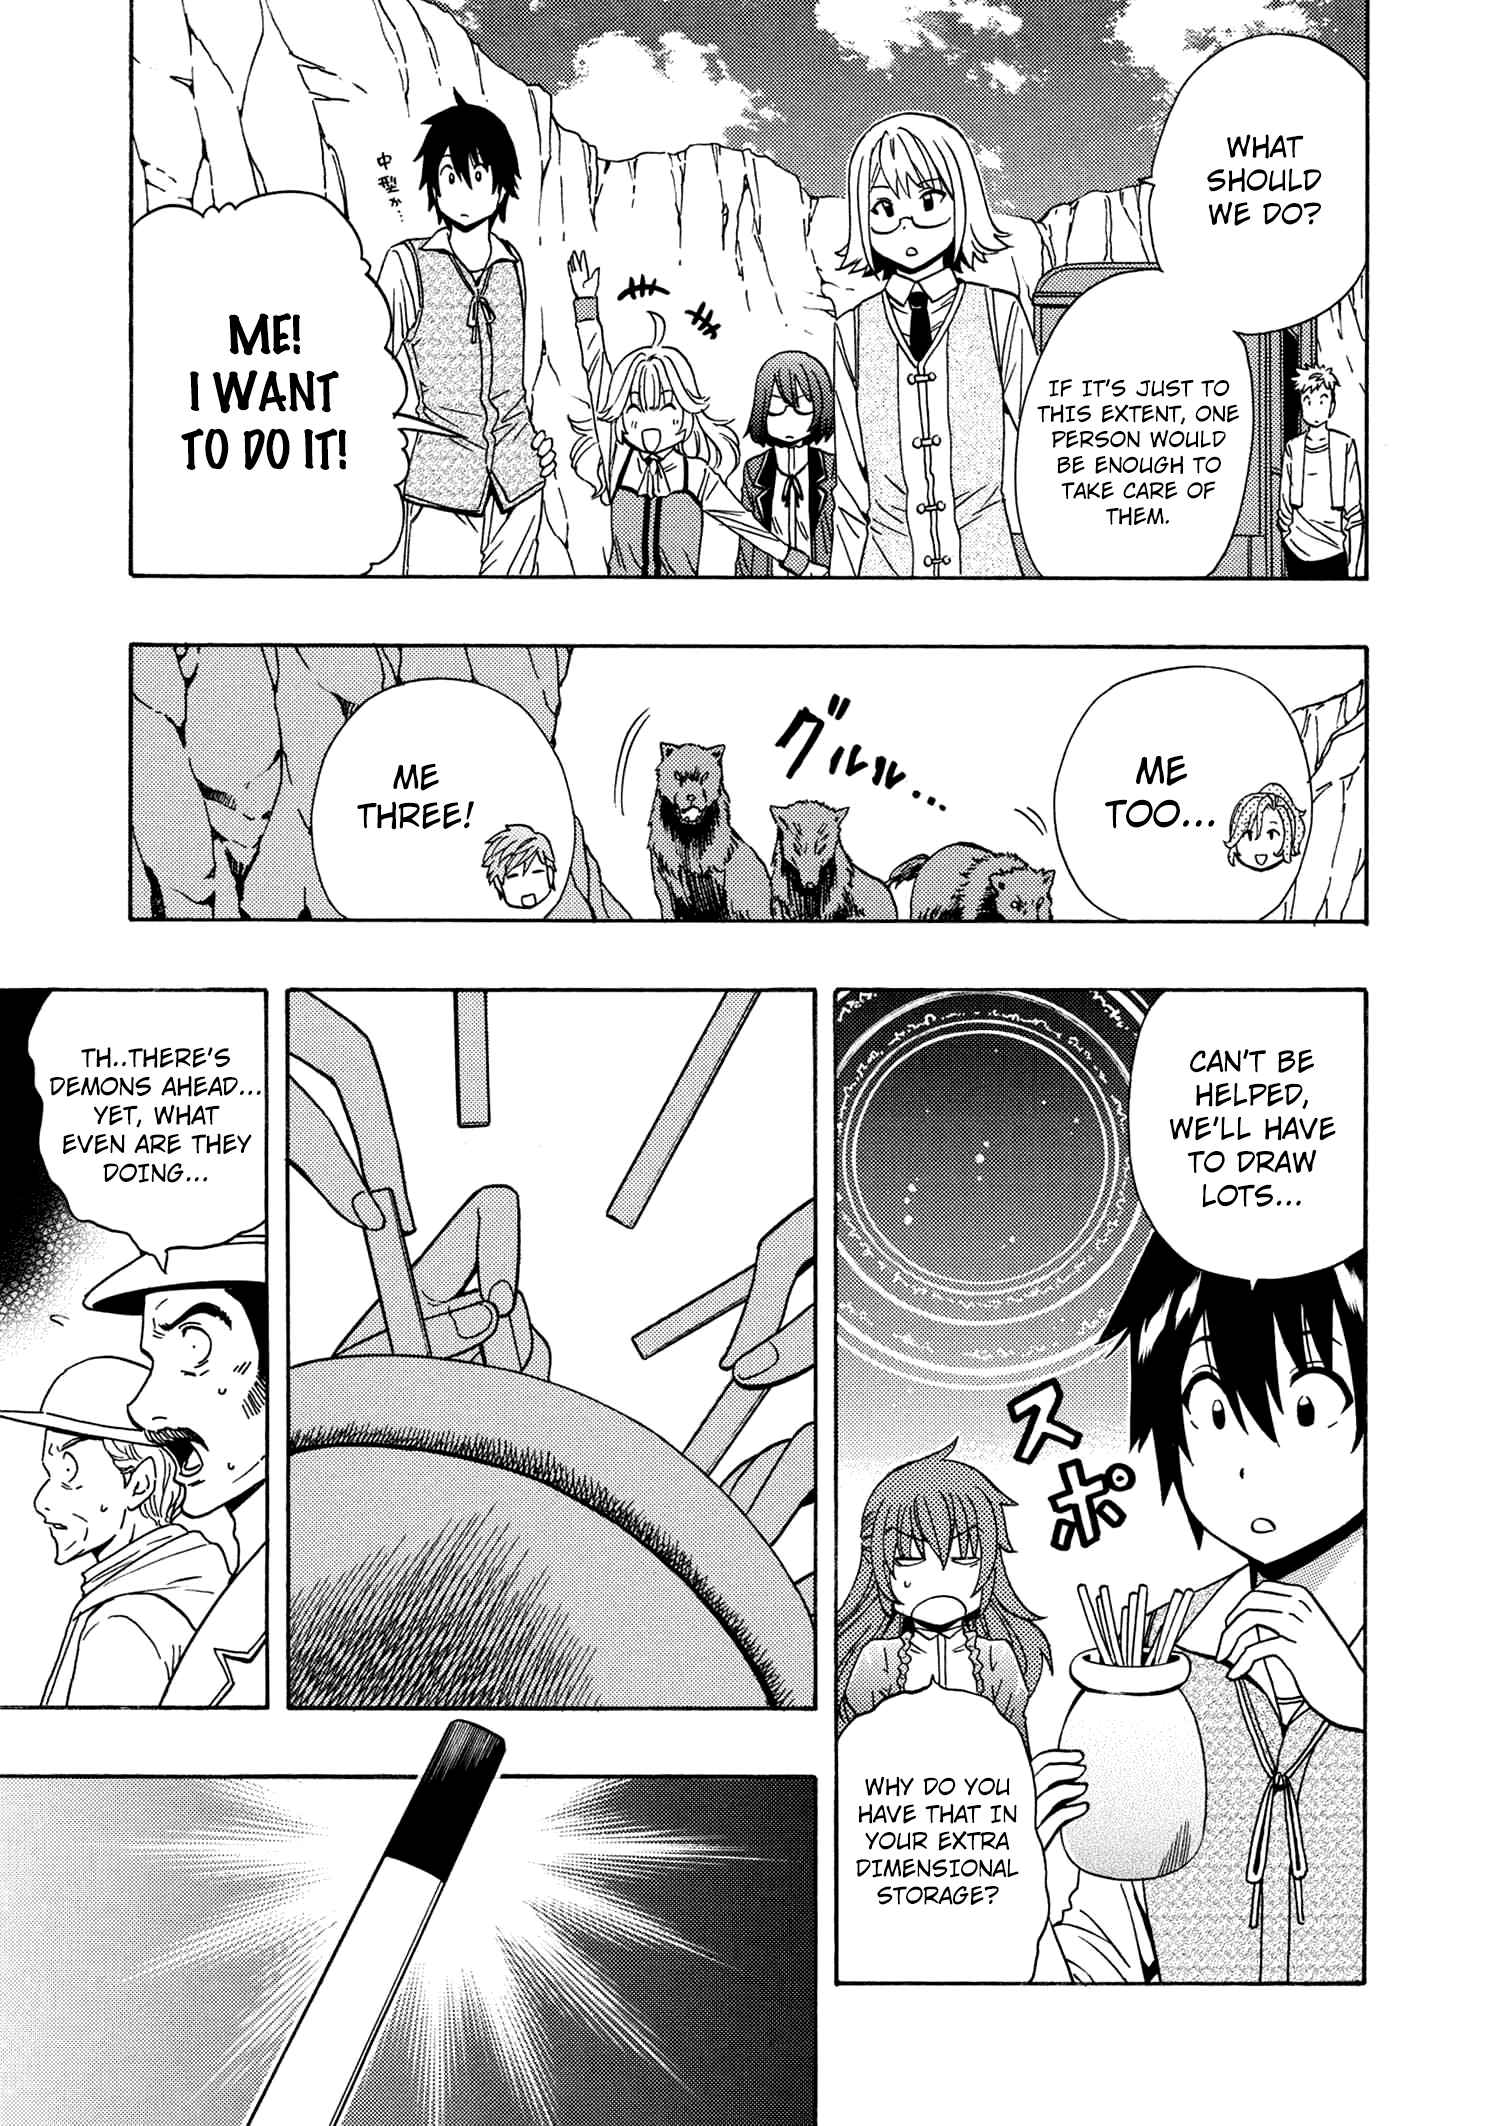 WHAT
SHOULD
WE DO?
IF IT'S JUST TO
THIS EXTENT, ONE
PERSON WOULD
BE ENOUGH TO
TAKE CARE OF
THEM.
中型か…
ME!
I WANT
TO DO IT!
ME
TOO...
グルルル…
ME
THREE!
CAN'T BE
HELPED,
WE'LL HAVE
TO DRAW
LOTS...
スポ
WHY DO YOU
HAVE THAT IN
YOUR EXTRA
DIMENSIONAL
STORAGE?
TH..THERE'S
DEMONS AHEAD...
YET, WHAT
EVEN ARE THEY
DOING...